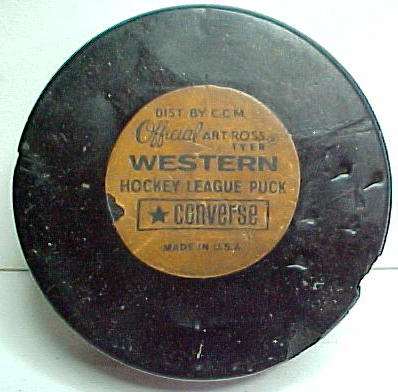 DIST. BY C.C.M.
Official ART ROSS
TYER
WESTERN
HOCKEY LEAGUE PUCK
★ CONVERSE
MADE IN U.S.A.